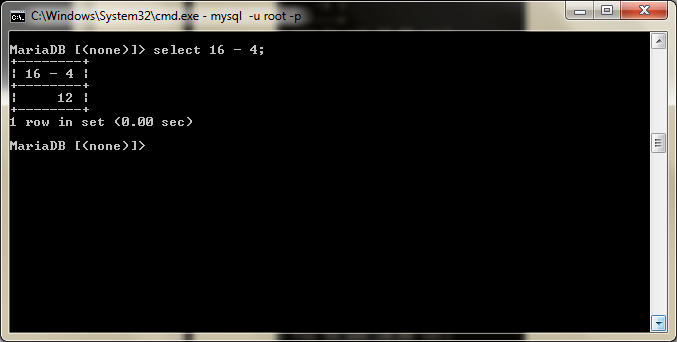 C:\Windows\System32\cmd.exe - mysql  -u root -p
MariaDB [(none)]> select 16 - 4;
+--------+
| 16 - 4 |
+--------+
|     12 |
+--------+
1 row in set (0.00 sec)
MariaDB [(none)]>